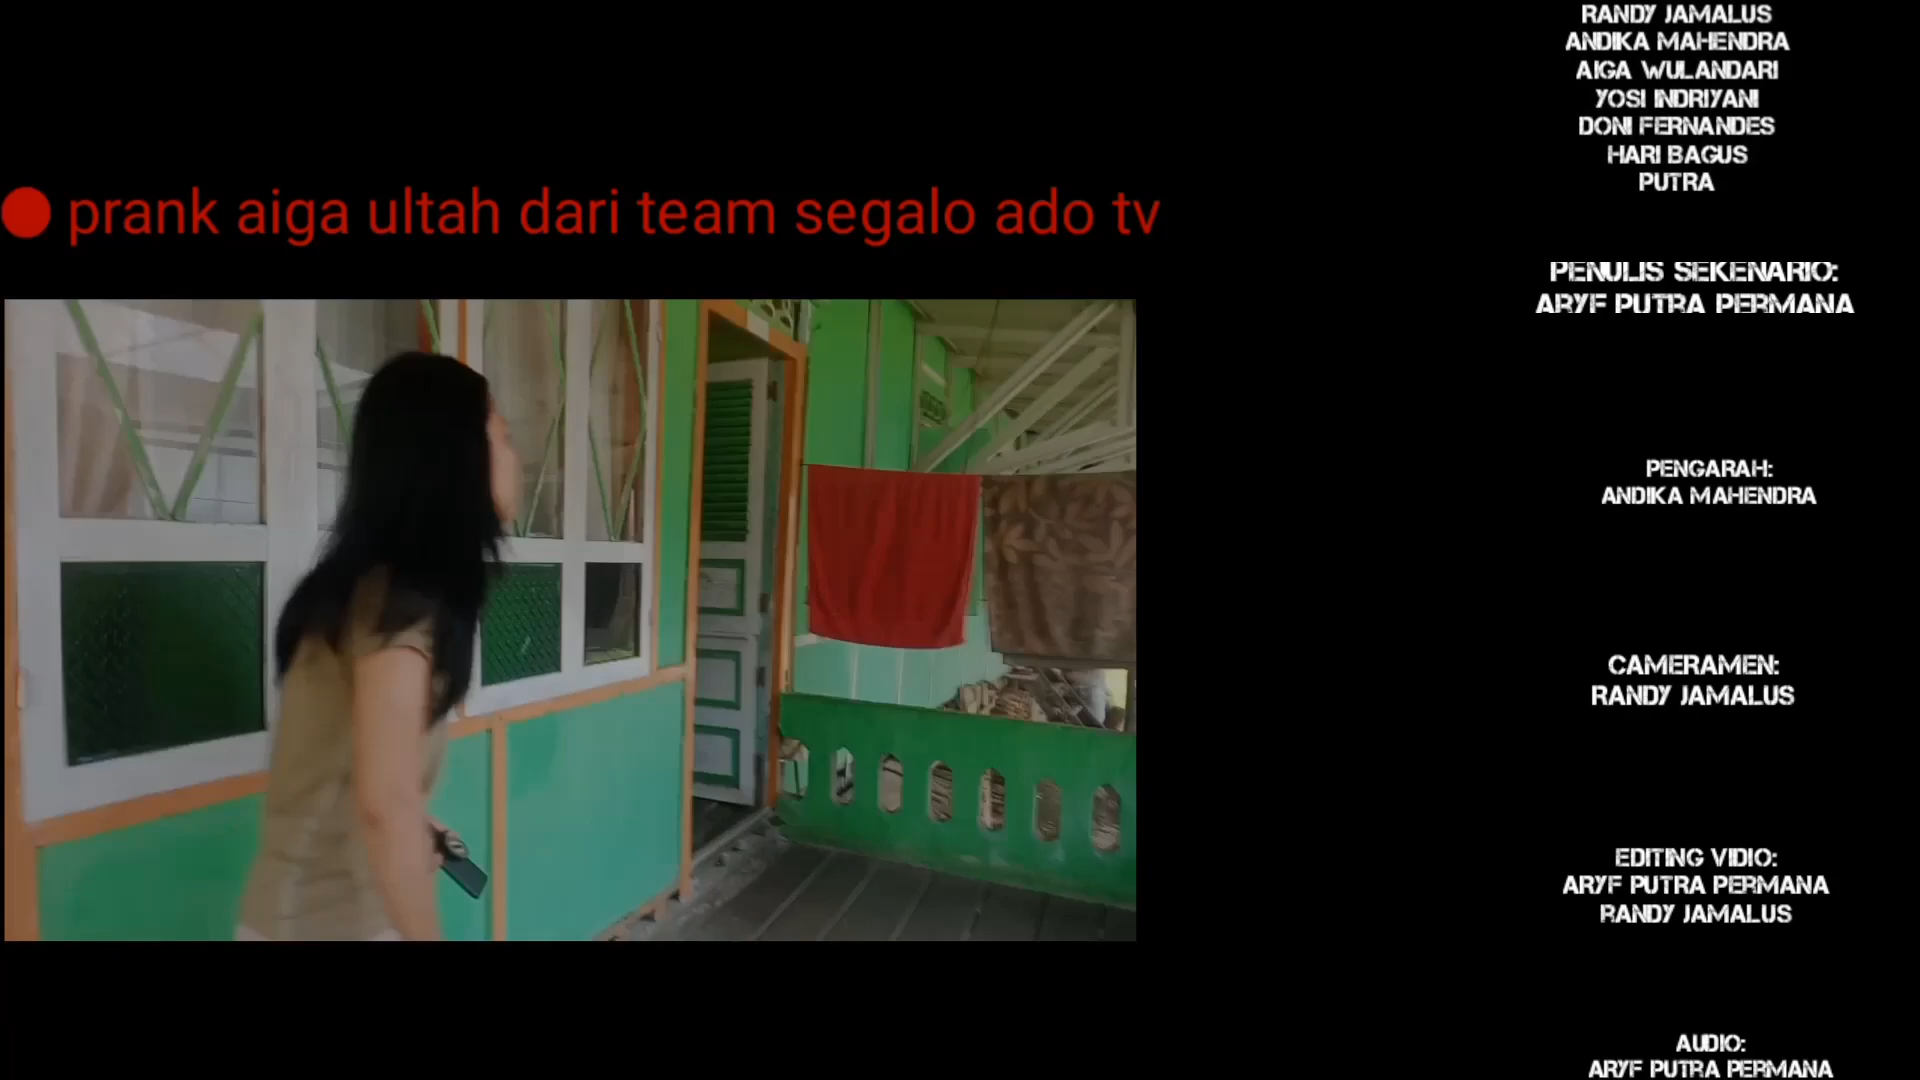 prank aiga ultah dari team segalo ado tv
RANDY JAMALUS
ANDIKA MAHENDRA
AIGA WULANDARI
YOSI INDRIYANI
DONI FERNANDES
HARI BAGUS
PUTRA
PENULIS SEKENARIO:
ARYF PUTRA PERMANA
PENGARAH:
ANDIKA MAHENDRA
CAMERAMEN:
RANDY JAMALUS
EDITING VIDIO:
ARYF PUTRA PERMANA
RANDY JAMALUS
AUDIO:
ARYF PUTRA PERMANA